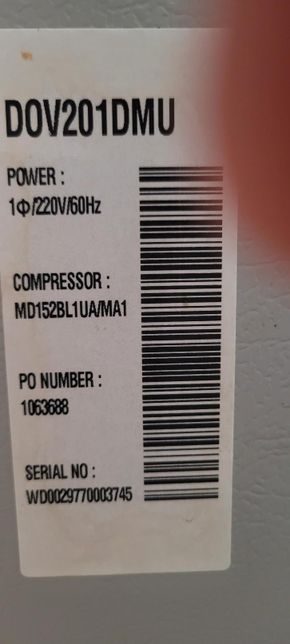 DOV201DMU
POWER :
1Φ/220V/60Hz
COMPRESSOR :
MD152BL1UA/MA1
PO NUMBER :
1063688
SERIAL NO :
WD0029770003745